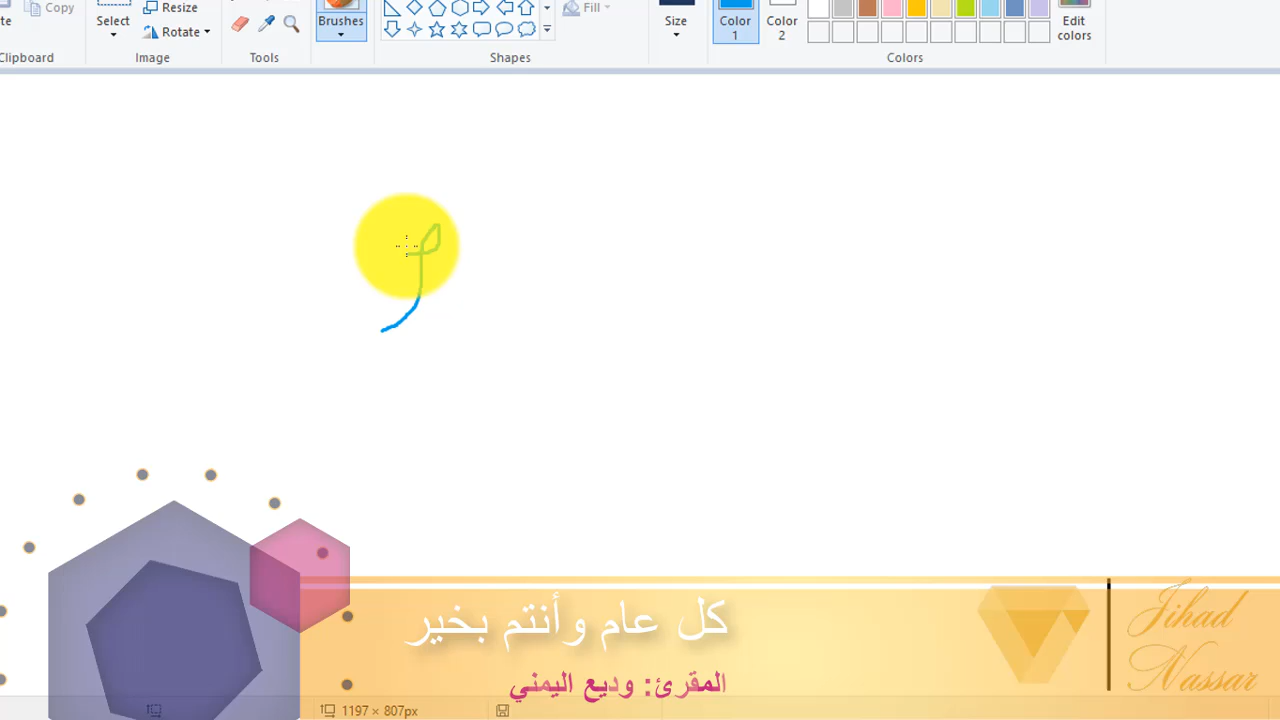 Copy
Resize
Rotate
Select
Brushes
Fill
Size
Color 1
Color 2
Edit colors
Clipboard
Image
Tools
Shapes
Colors
كل عام وأنتم بخير
المقرئ: وديع اليمني
Jihad
Nassar
1197 × 807px